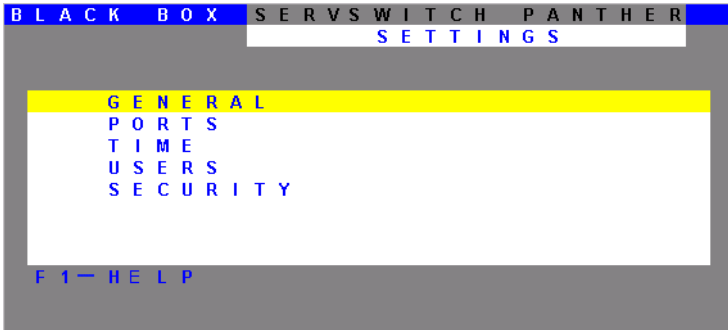 BLACK BOX SERVSWITCH PANTHER
SETTINGS
GENERAL
PORTS
TIME
USERS
SECURITY
F1—HELP